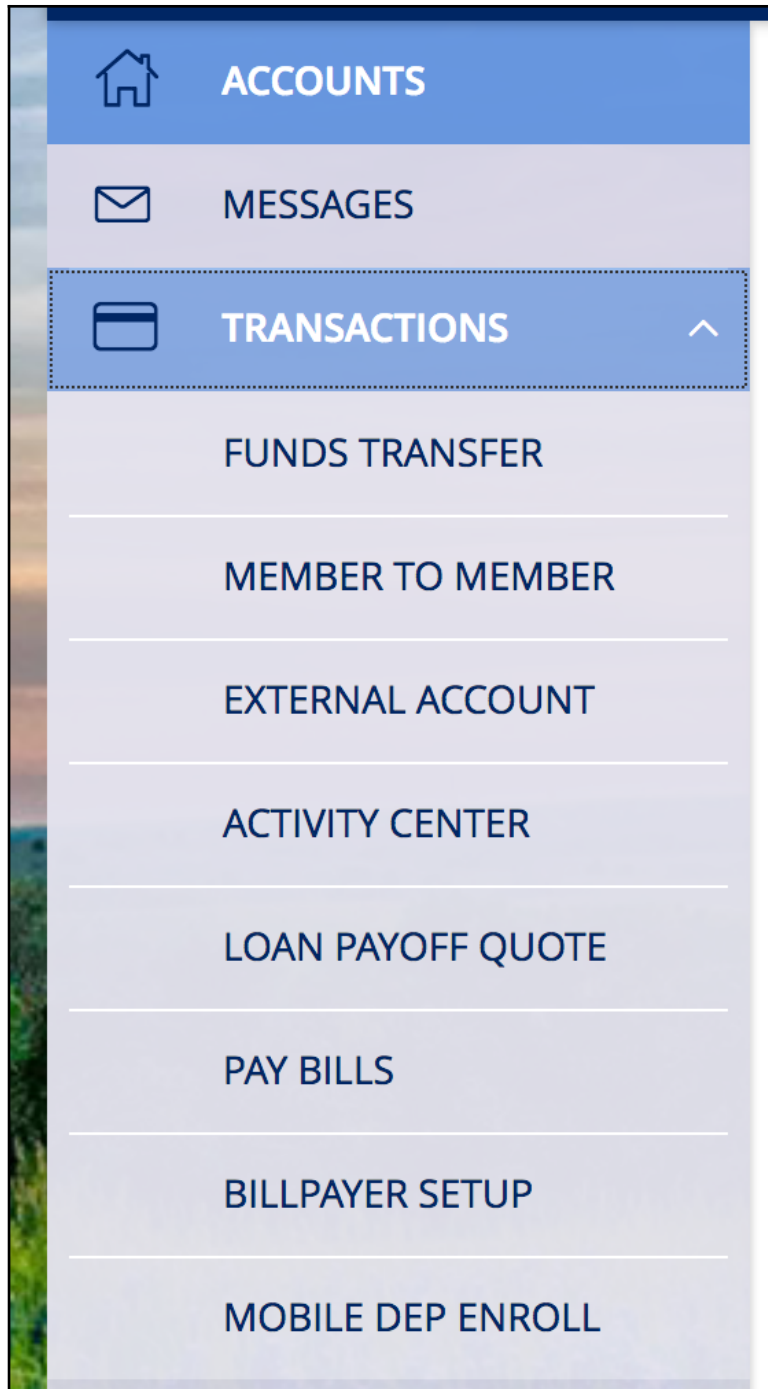 ACCOUNTS
MESSAGES
TRANSACTIONS
FUNDS TRANSFER
MEMBER TO MEMBER
EXTERNAL ACCOUNT
ACTIVITY CENTER
LOAN PAYOFF QUOTE
PAY BILLS
BILLPAYER SETUP
MOBILE DEP ENROLL